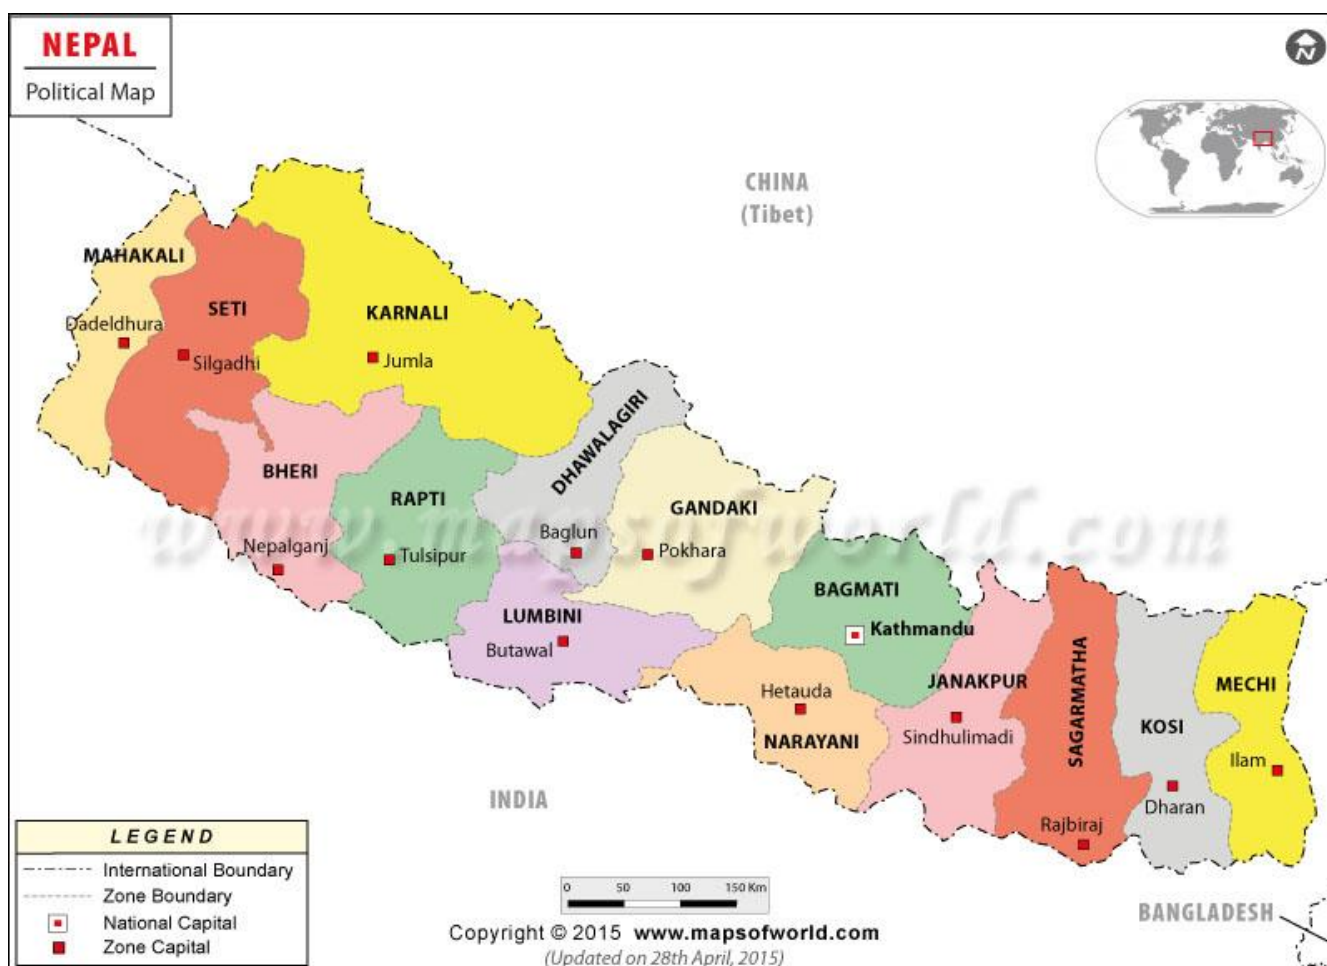 NEPAL
Political Map
N
CHINA
(Tibet)
MAHAKALI
SETI
KARNALI
Dadeldhura
Silgadhi
Jumla
DHAWALAGIRI
BHERI
RAPTI
GANDAKI
www.mapsofworld.com
Nepalganj
Tulsipur
Baglun
Pokhara
BAGMATI
LUMBINI
Kathmandu
Butawal
JANAKPUR
SAGARMATHA
MECHI
Hetauda
NARAYANI
Sindhulimadi
KOSI
Ilam
INDIA
Dharan
Rajbiraj
LEGEND
International Boundary
Zone Boundary
National Capital
Zone Capital
0 50 100 150 Km
BANGLADESH
Copyright © 2015 www.mapsofworld.com
(Updated on 28th April, 2015)